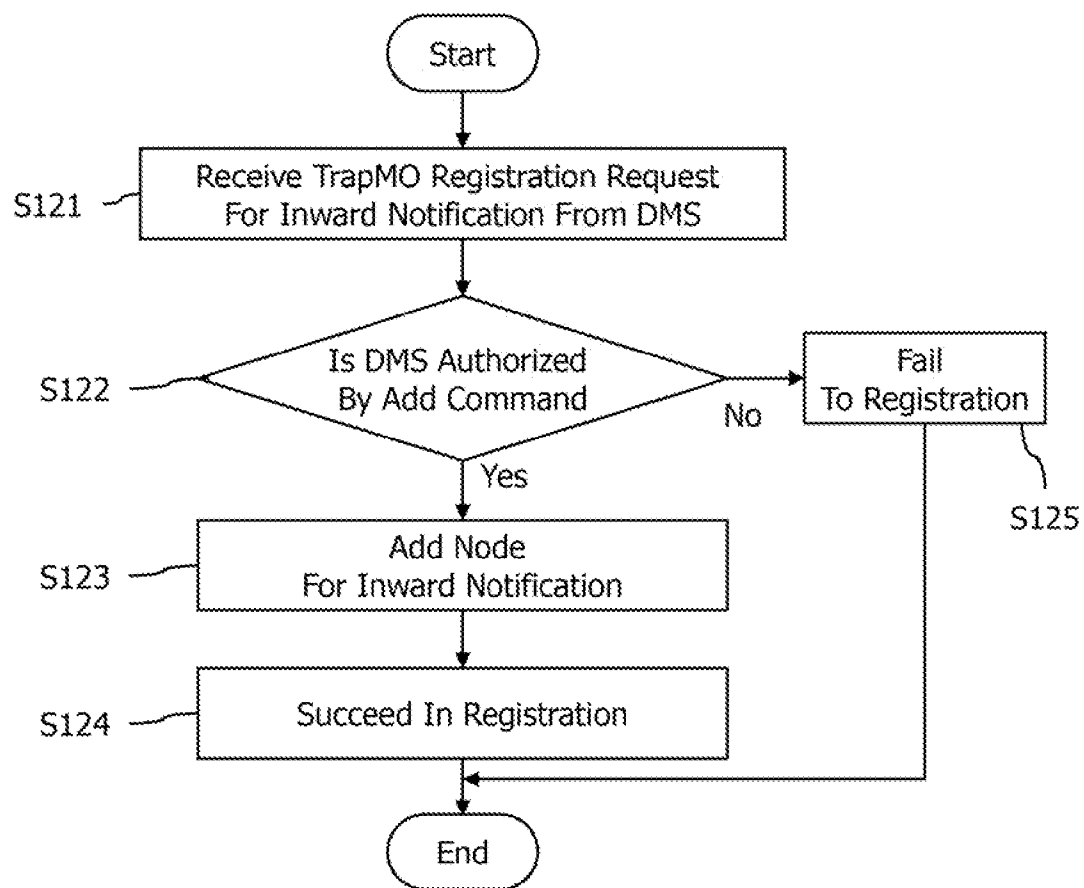 Start
Receive TrapMO Registration Request
For Inward Notification From DMS
S121
Is DMS Authorized
By Add Command
S122
No
Fail
To Registration
S125
Yes
Add Node
For Inward Notification
S123
Succeed In Registration
S124
End